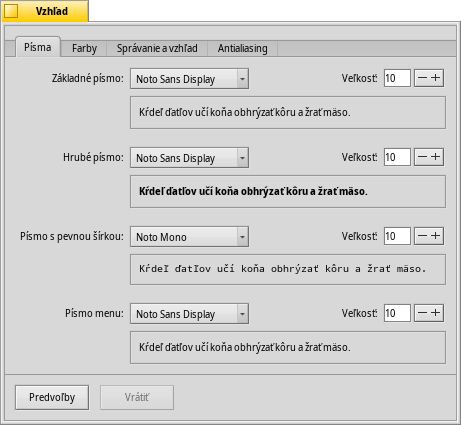 Vzhľad
Písma Farby Správanie a vzhľad Antialiasing
Základné písmo: Noto Sans Display Veľkosť: 10
Kŕdeľ ďatľov učí koňa obhrýzať kôru a žrať mäso.
Hrubé písmo: Noto Sans Display Veľkosť: 10
Kŕdeľ ďatľov učí koňa obhrýzať kôru a žrať mäso.
Písmo s pevnou šírkou: Noto Mono Veľkosť: 10
Kŕdeľ ďatľov učí koňa obhrýzať kôru a žrať mäso.
Písmo menu: Noto Sans Display Veľkosť: 10
Kŕdeľ ďatľov učí koňa obhrýzať kôru a žrať mäso.
Predvoľby Vrátiť